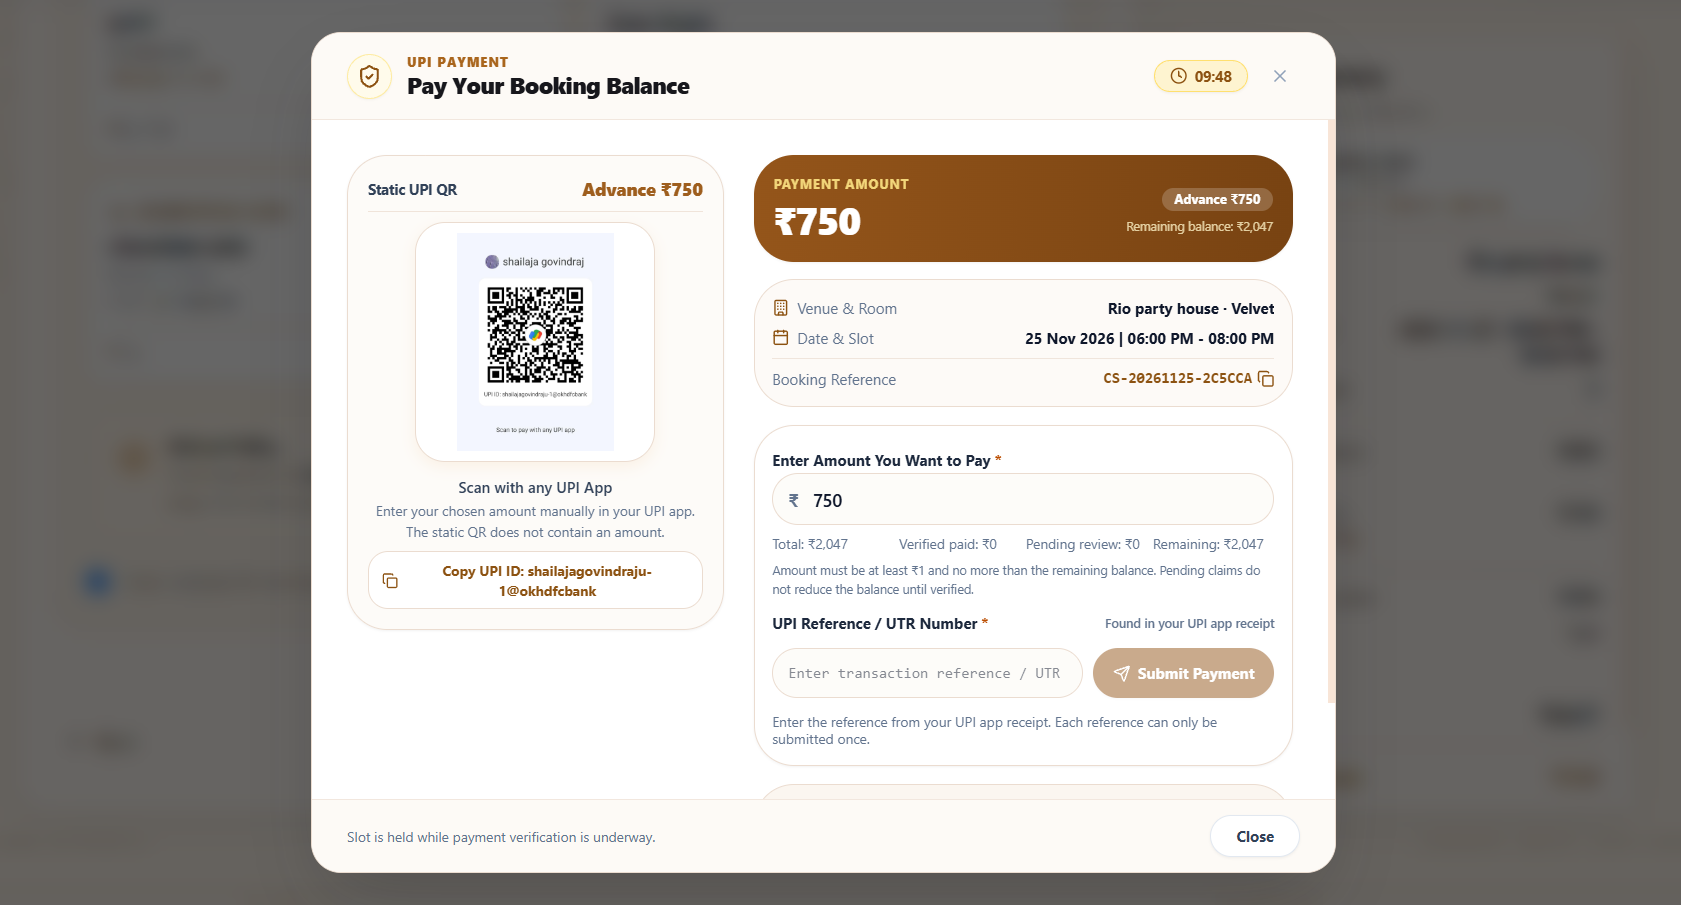 UPI PAYMENT
Pay Your Booking Balance
09:48
Static UPI QR
Advance ₹750
shailaja govindraj
UPI ID: shailajagovindraju-1@okhdfcbank
Scan to pay with any UPI app
Scan with any UPI App
Enter your chosen amount manually in your UPI app.
The static QR does not contain an amount.
Copy UPI ID: shailajagovindraju-
1@okhdfcbank
PAYMENT AMOUNT
₹750
Advance ₹750
Remaining balance: ₹2,047
Venue & Room
Rio party house · Velvet
Date & Slot
25 Nov 2026 | 06:00 PM - 08:00 PM
Booking Reference
CS-20261125-2C5CCA
Enter Amount You Want to Pay *
₹ 750
Total: ₹2,047
Verified paid: ₹0
Pending review: ₹0
Remaining: ₹2,047
Amount must be at least ₹1 and no more than the remaining balance. Pending claims do
not reduce the balance until verified.
UPI Reference / UTR Number *
Found in your UPI app receipt
Enter transaction reference / UTR
Submit Payment
Enter the reference from your UPI app receipt. Each reference can only be
submitted once.
Slot is held while payment verification is underway.
Close